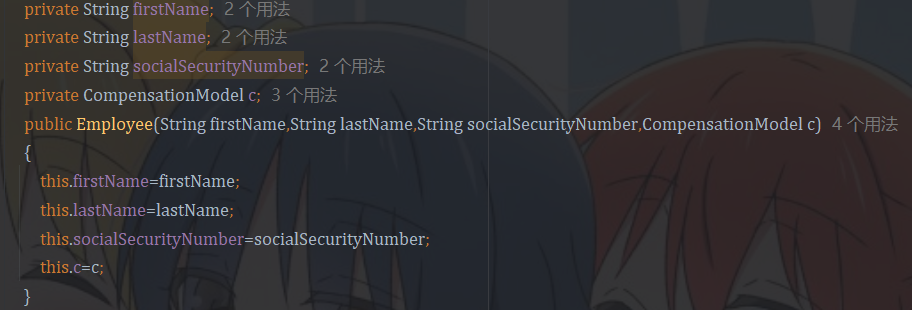 private String firstName; 2 个用法
private String lastName; 2 个用法
private String socialSecurityNumber; 2 个用法
private CompensationModel c; 3 个用法
public Employee(String firstName,String lastName,String socialSecurityNumber,CompensationModel c) 4 个用法
{
this.firstName=firstName;
this.lastName=lastName;
this.socialSecurityNumber=socialSecurityNumber;
this.c=c;
}